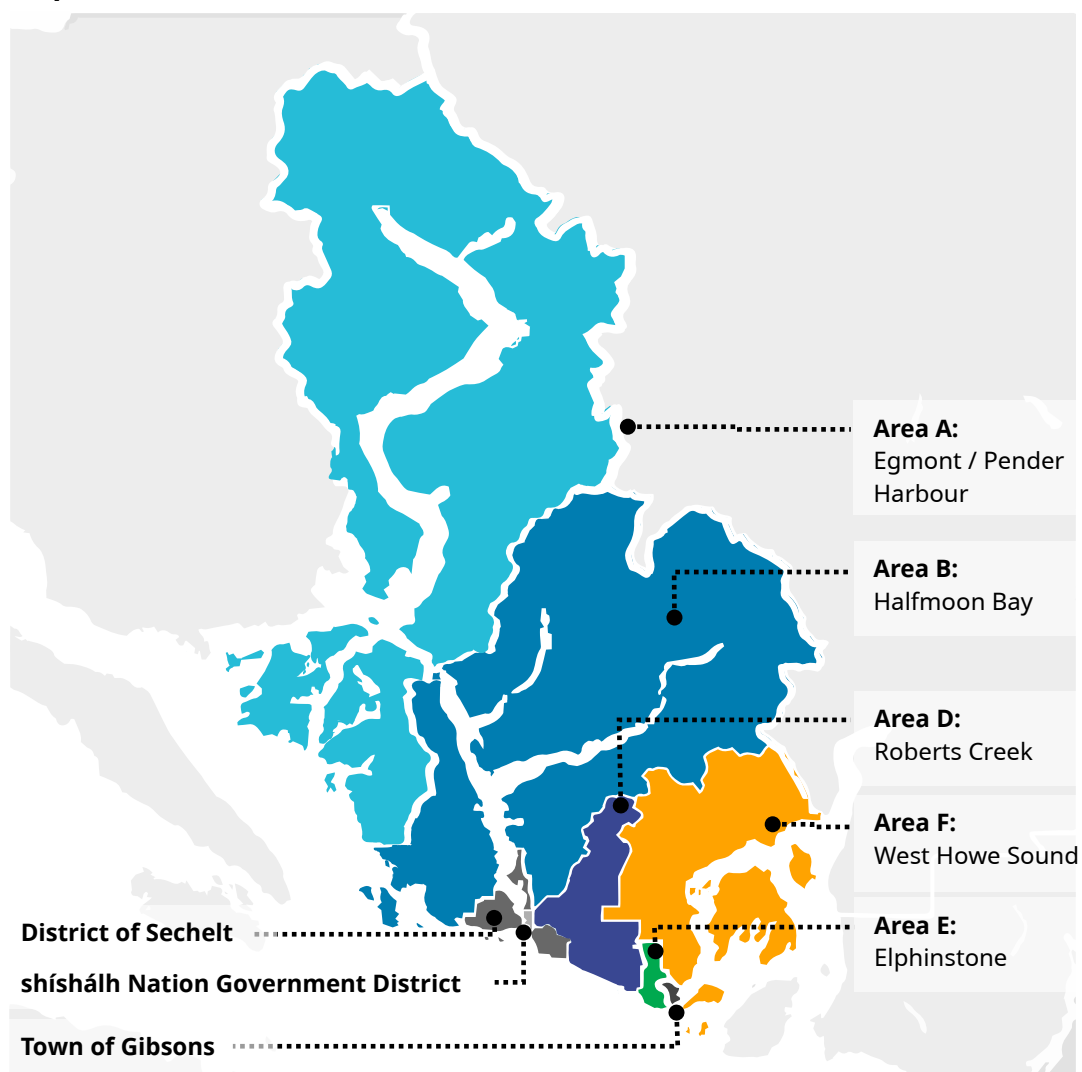 Area A:
Egmont / Pender
Harbour
Area B:
Halfmoon Bay
Area D:
Roberts Creek
Area F:
West Howe Sound
Area E:
Elphinstone
District of Sechelt
shíshálh Nation Government District
Town of Gibsons